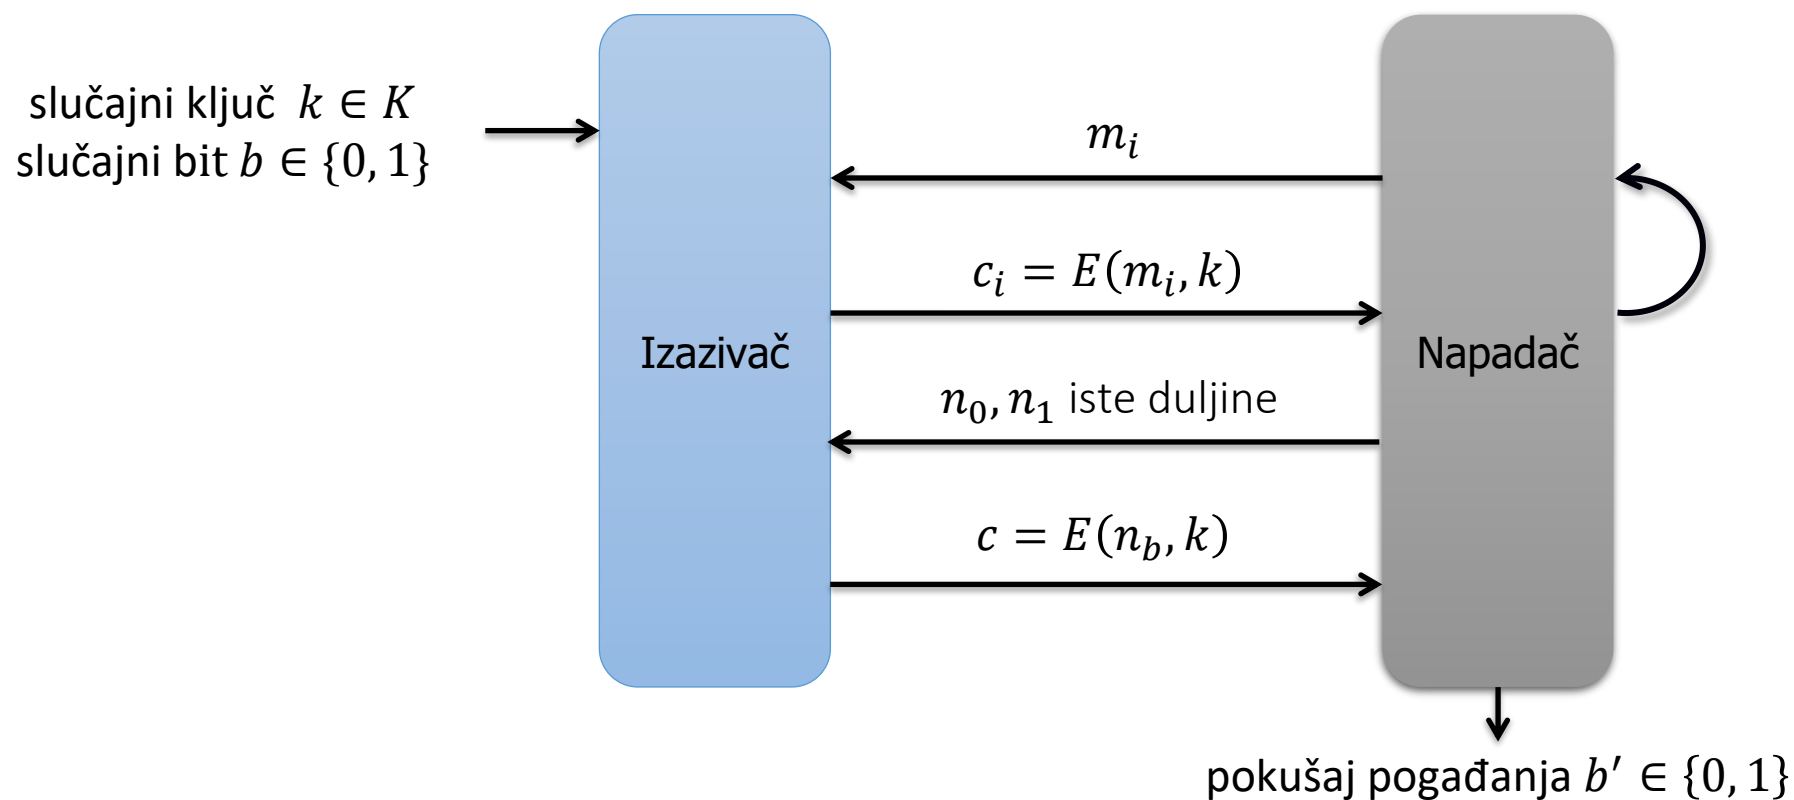 slučajni ključ k ∈ K
slučajni bit b ∈ {0, 1}
m_i
c_i = E(m_i, k)
Izazivač
Napadač
n_0, n_1 iste duljine
c = E(n_b, k)
pokušaj pogađanja b′ ∈ {0, 1}